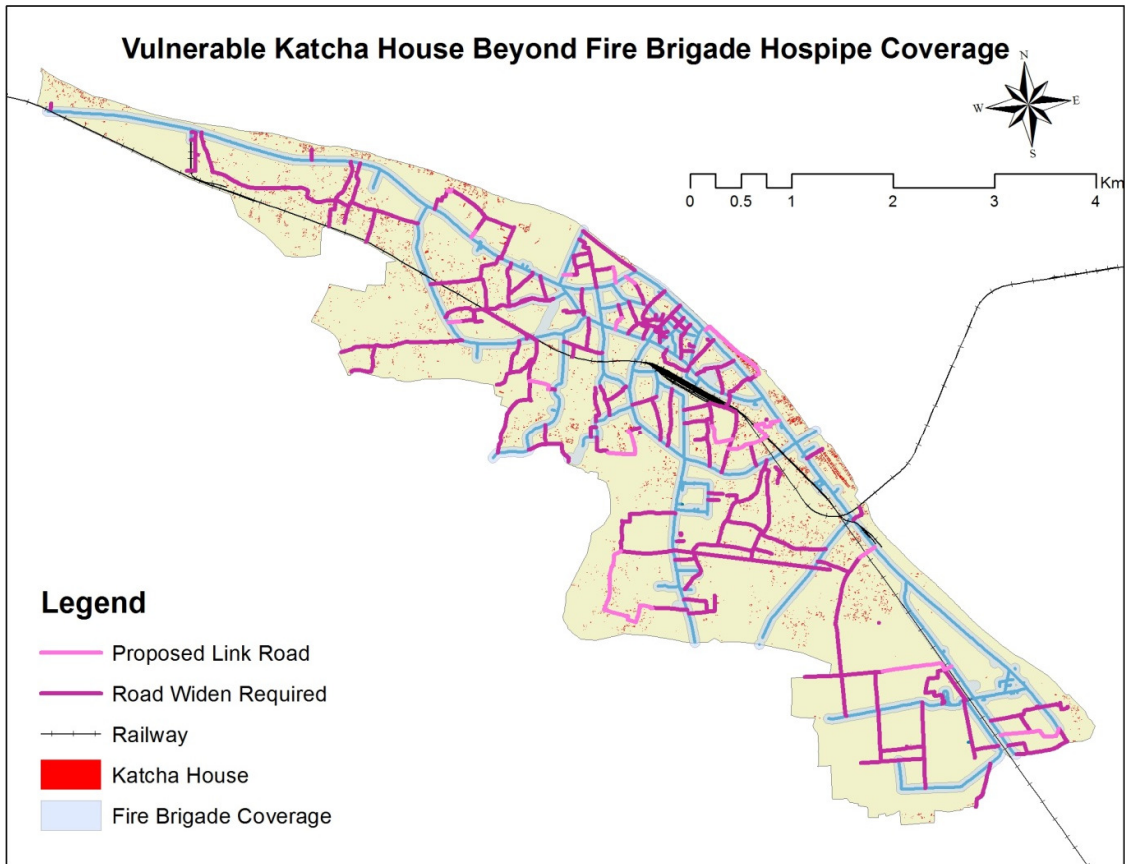 Vulnerable Katcha House Beyond Fire Brigade Hospipe Coverage
N
W E
S
Km
0 0.5 1 2 3 4
Legend
Proposed Link Road
Road Widen Required
Railway
Katcha House
Fire Brigade Coverage